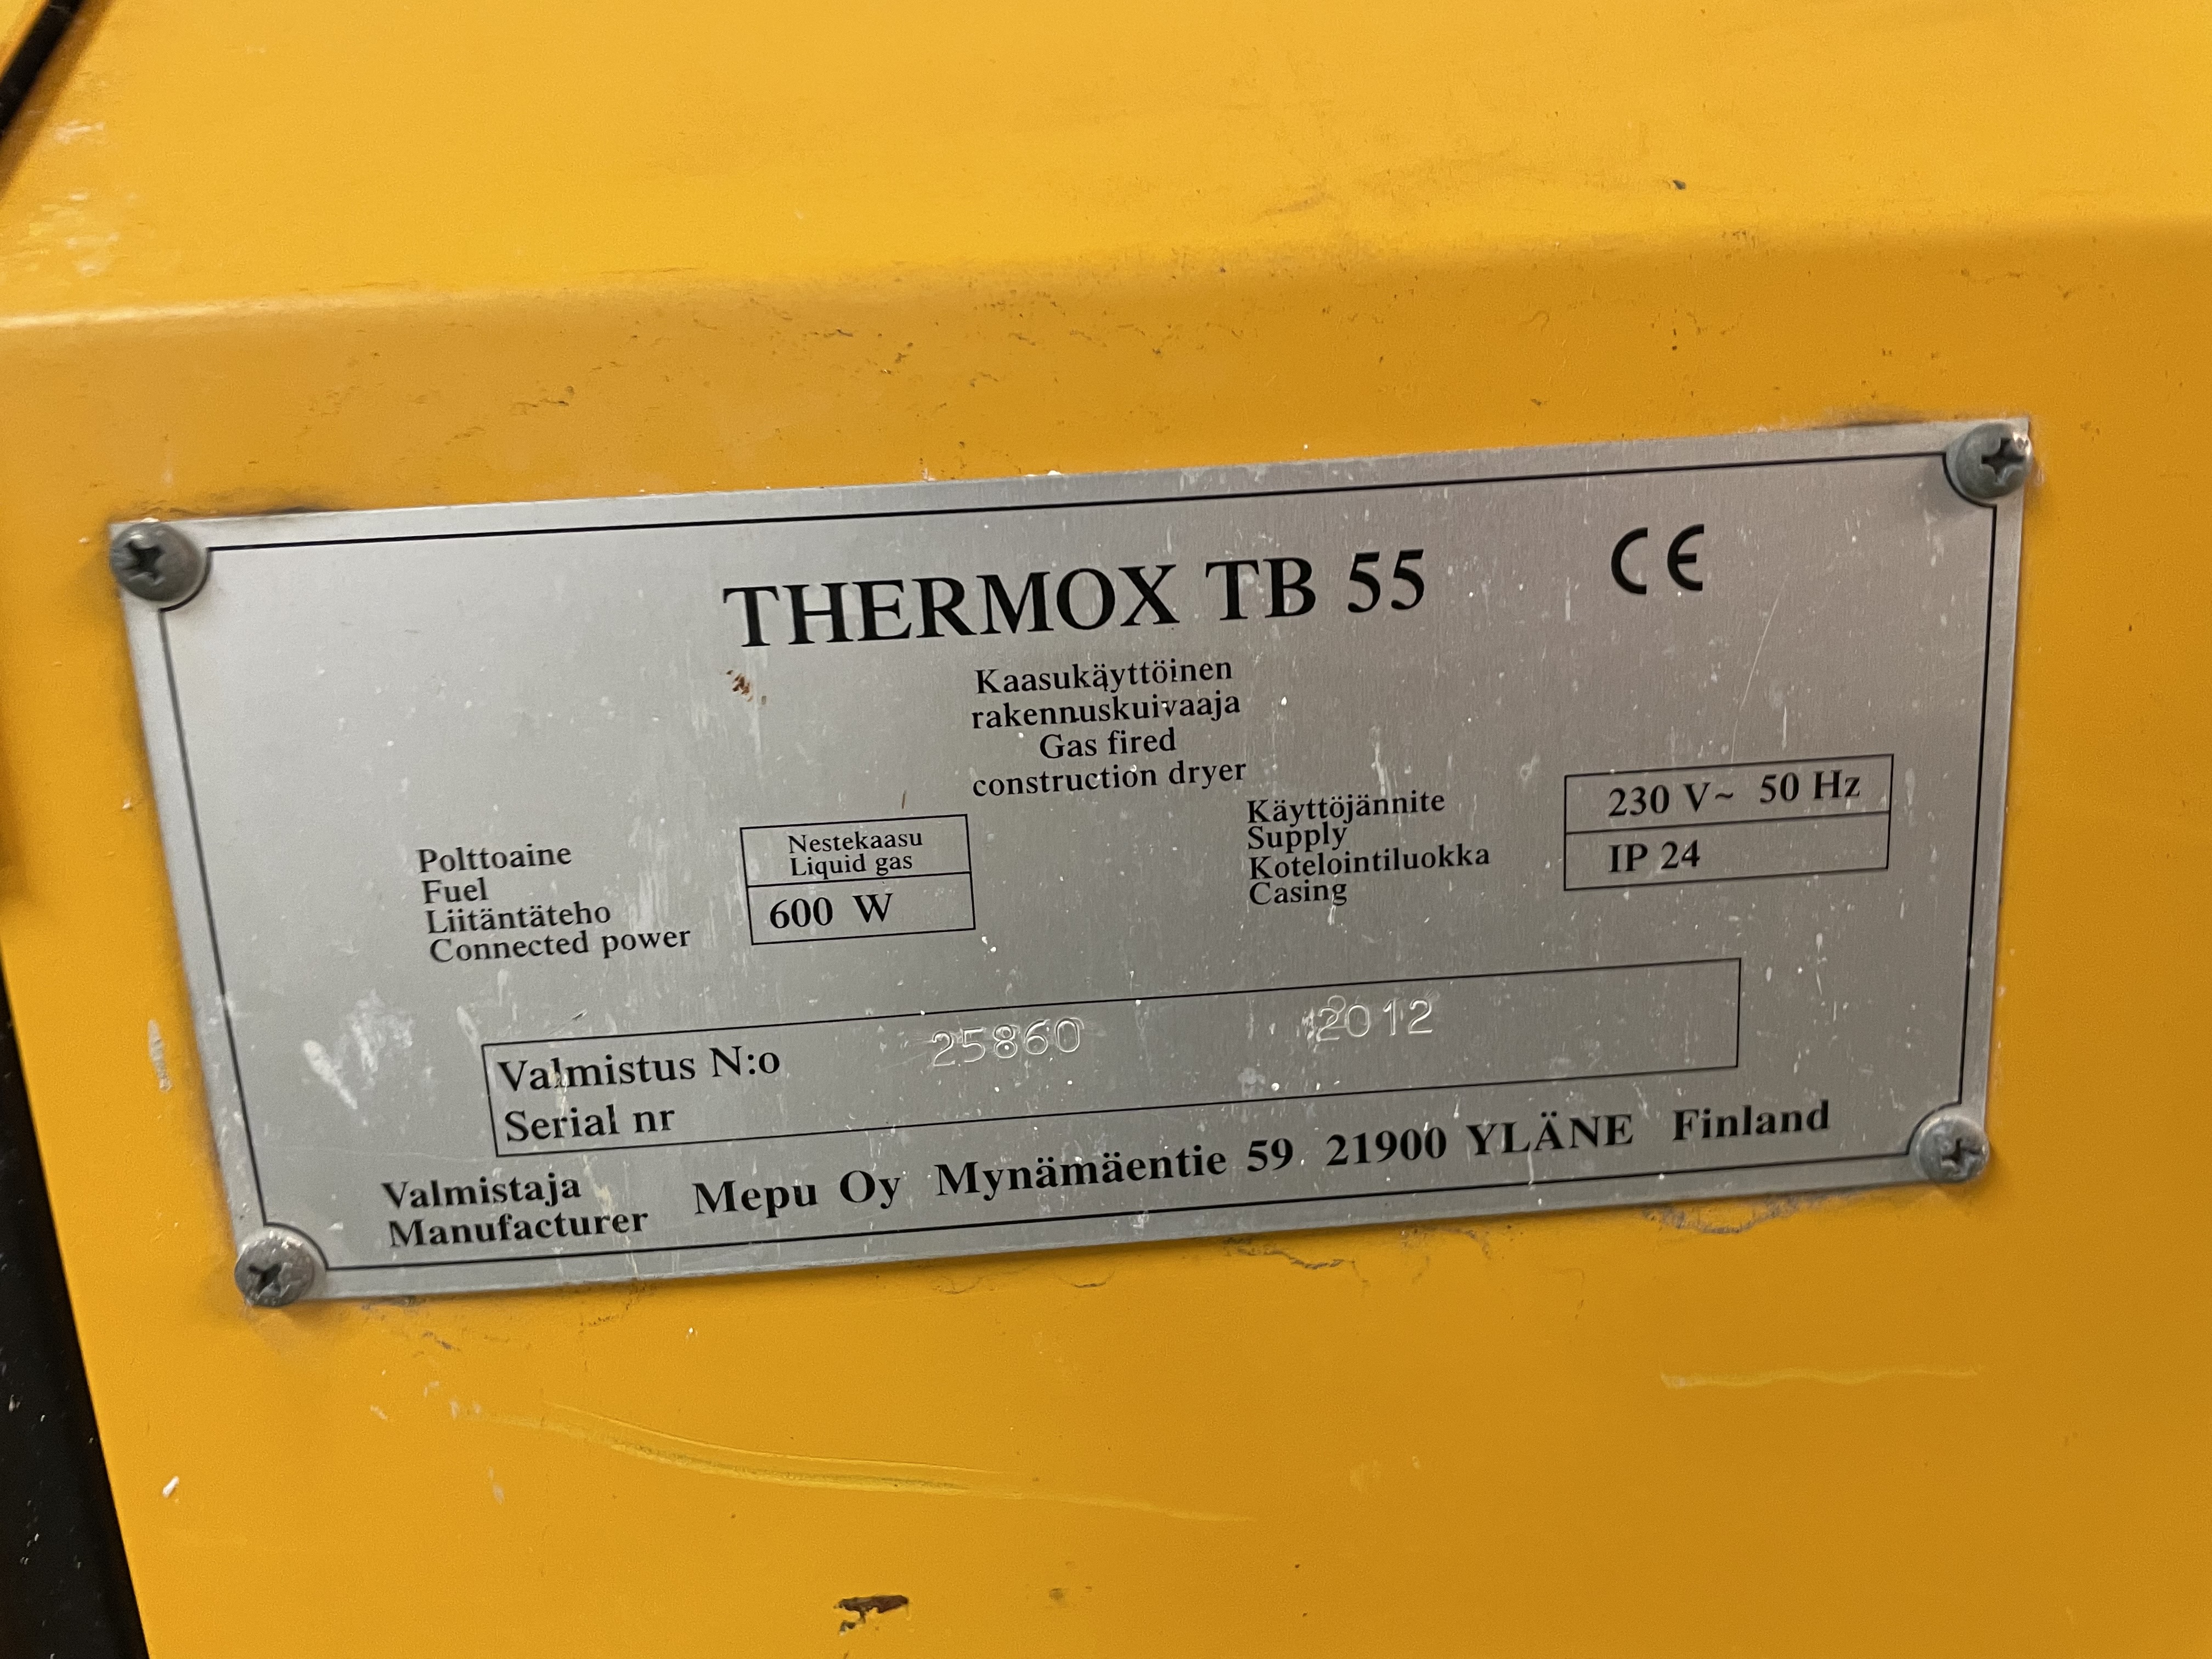 THERMOX TB 55 CE
Kaasukäyttöinen
rakennuskuivaaja
Gas fired
construction dryer
Polttoaine
Fuel
Liitäntäteho
Connected power
Nestekaasu
Liquid gas
600 W
Käyttöjännite
Supply
Kotelointiluokka
Casing
230 V~ 50 Hz
IP 24
Valmistus N:o 25860 2012
Serial nr
Valmistaja
Manufacturer
Mepu Oy Mynämäentie 59 21900 YLÄNE Finland